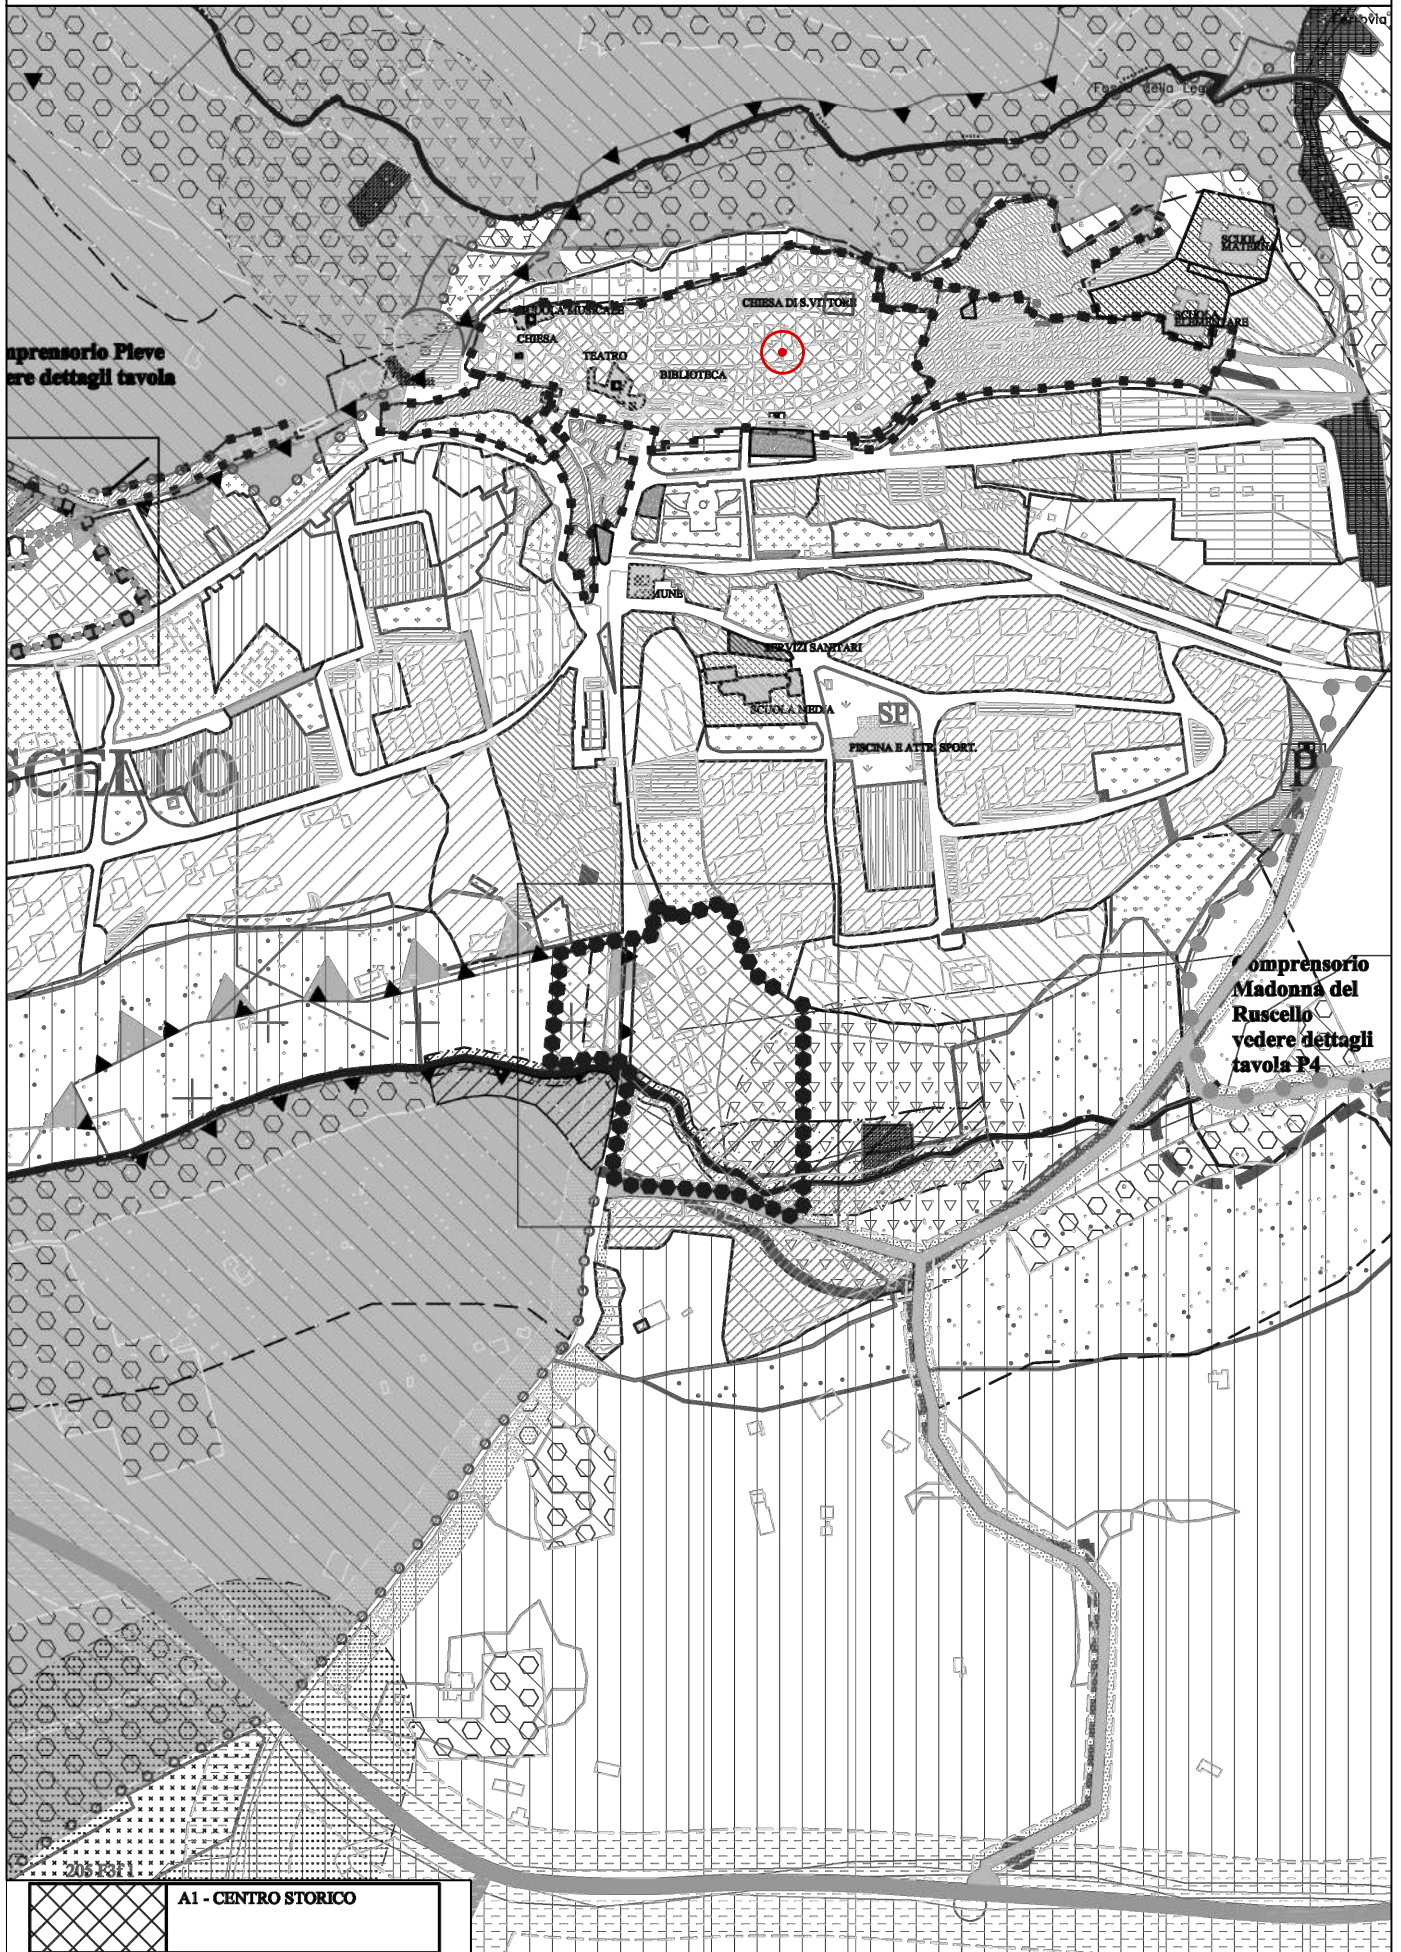 Ferrovia
Fosso della Leg
SCUOLA
MATERNA
SCUOLA MUSICALE
CHIESA DI S.VITTORE
SCUOLA
ELEMENTARE
CHIESA
mprensorio Pieve
ere dettagli tavola
TEATRO
BIBLIOTECA
MUNE
SERVIZI SANITARI
SCUOLA MEDIA
SP
PISCINA E ATTR. SPORT.
SCELLO
P
omprensorio
Madonna del
Ruscello
vedere dettagli
tavola P4
A1 - CENTRO STORICO